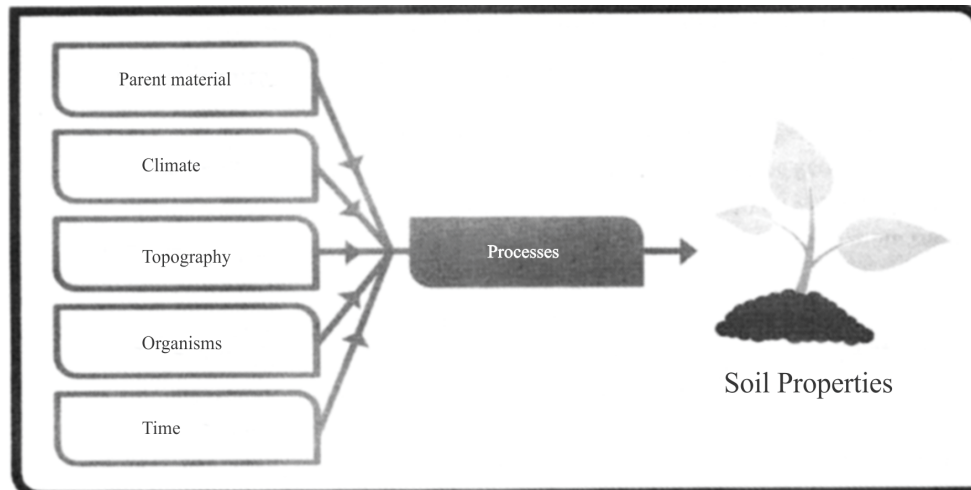 Parent material
Climate
Topography
Organisms
Time
Processes
Soil Properties